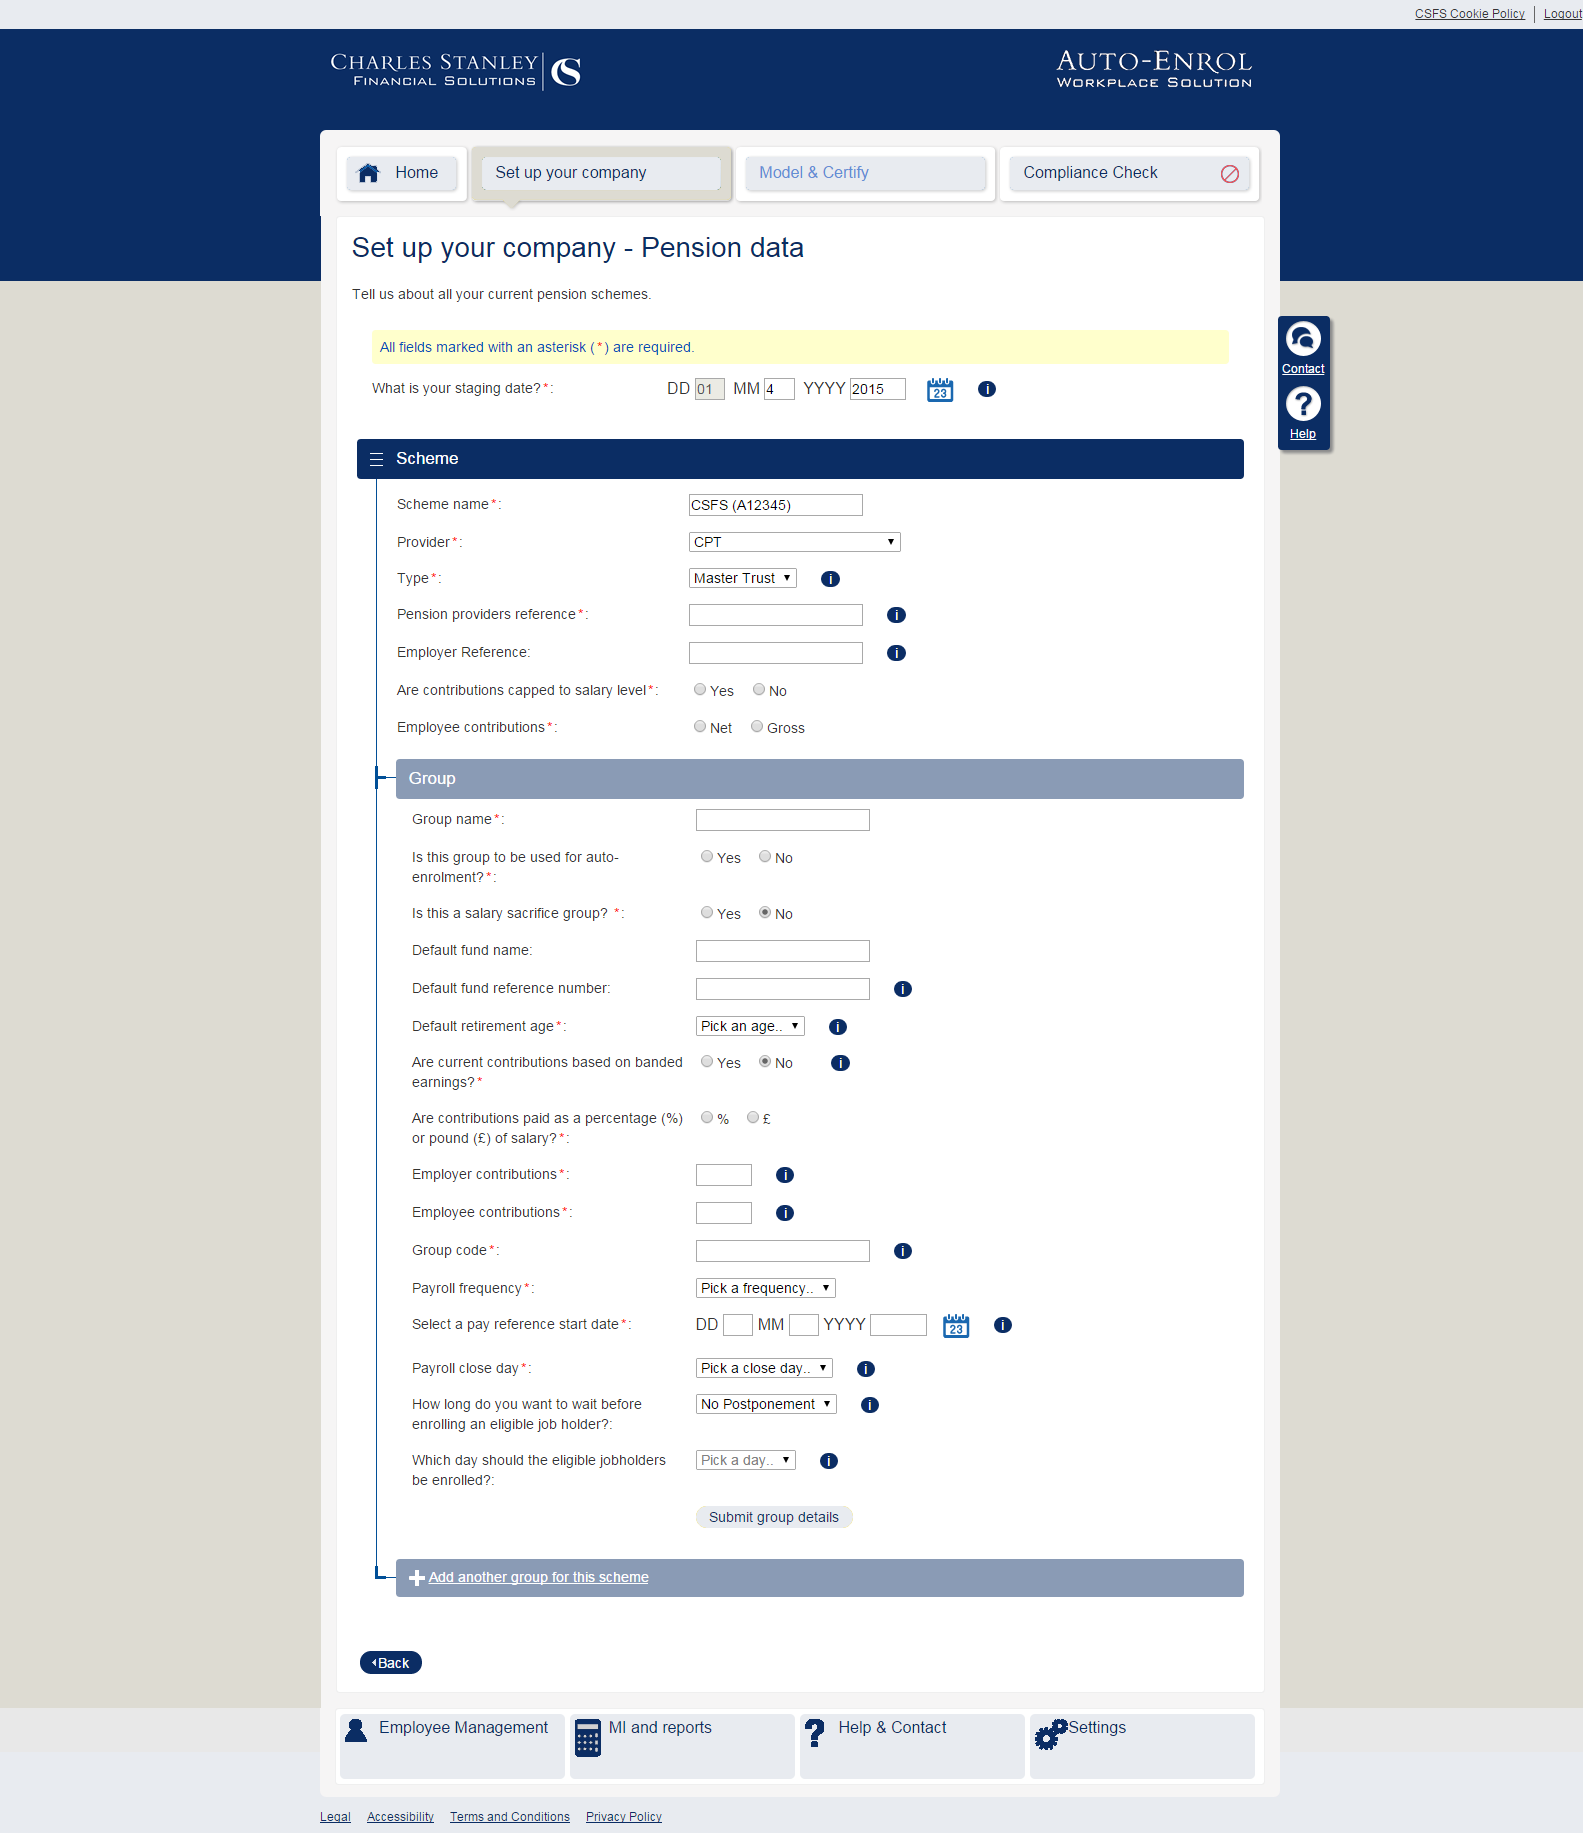 CSFS Cookie Policy Logout
CHARLES STANLEY
FINANCIAL SOLUTIONS
AUTO-ENROL
WORKPLACE SOLUTION
Home
Set up your company
Model & Certify
Compliance Check
Set up your company - Pension data
Tell us about all your current pension schemes.
All fields marked with an asterisk (*) are required.
What is your staging date?*: DD 01 MM 4 YYYY 2015 23 i
Contact
Help
Scheme
Scheme name*: CSFS (A12345)
Provider*: CPT
Type*: Master Trust i
Pension providers reference*: i
Employer Reference: i
Are contributions capped to salary level*: Yes No
Employee contributions*: Net Gross
Group
Group name*:
Is this group to be used for auto- Yes No
enrolment?*:
Is this a salary sacrifice group? *: Yes No
Default fund name:
Default fund reference number: i
Default retirement age*: Pick an age.. i
Are current contributions based on banded Yes No i
earnings?*
Are contributions paid as a percentage (%) % £
or pound (£) of salary?*:
Employer contributions*: i
Employee contributions*: i
Group code*: i
Payroll frequency*: Pick a frequency..
Select a pay reference start date*: DD MM YYYY 23 i
Payroll close day*: Pick a close day.. i
How long do you want to wait before No Postponement i
enrolling an eligible job holder?:
Which day should the eligible jobholders Pick a day.. i
be enrolled?:
Submit group details
Add another group for this scheme
Back
Employee Management
MI and reports
Help & Contact
Settings
Legal Accessibility Terms and Conditions Privacy Policy